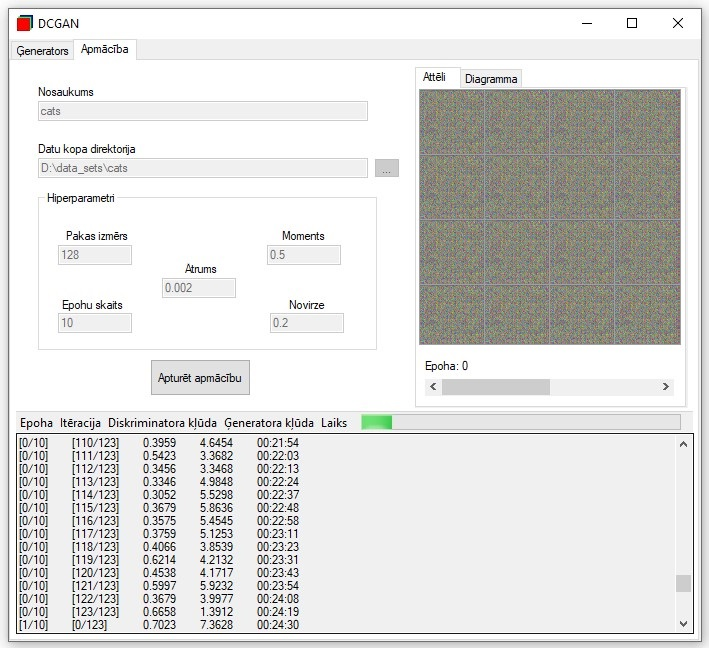 DCGAN
Ģenerators Apmācība
Nosaukums
cats
Datu kopa direktorija
D:\data_sets\cats ...
Hiperparametri
Pakas izmērs Moments
128 0.5
Ātrums
0.002
Epohu skaits Novirze
10 0.2
Apturēt apmācību
Attēli Diagramma
Epoha: 0
Epoha Iterācija Diskriminatora kļūda Ģeneratora kļūda Laiks
[0/10] [110/123] 0.3959 4.6454 00:21:54
[0/10] [111/123] 0.5423 3.3682 00:22:03
[0/10] [112/123] 0.3456 3.3468 00:22:13
[0/10] [113/123] 0.3346 4.9848 00:22:24
[0/10] [114/123] 0.3052 5.5298 00:22:37
[0/10] [115/123] 0.3679 5.8636 00:22:48
[0/10] [116/123] 0.3575 5.4545 00:22:58
[0/10] [117/123] 0.3759 5.1253 00:23:11
[0/10] [118/123] 0.4066 3.8539 00:23:23
[0/10] [119/123] 0.6214 4.2132 00:23:31
[0/10] [120/123] 0.4538 4.1717 00:23:43
[0/10] [121/123] 0.5997 5.9232 00:23:54
[0/10] [122/123] 0.3679 3.9977 00:24:08
[0/10] [123/123] 0.6658 1.3912 00:24:19
[1/10] [0/123] 0.7023 7.3628 00:24:30